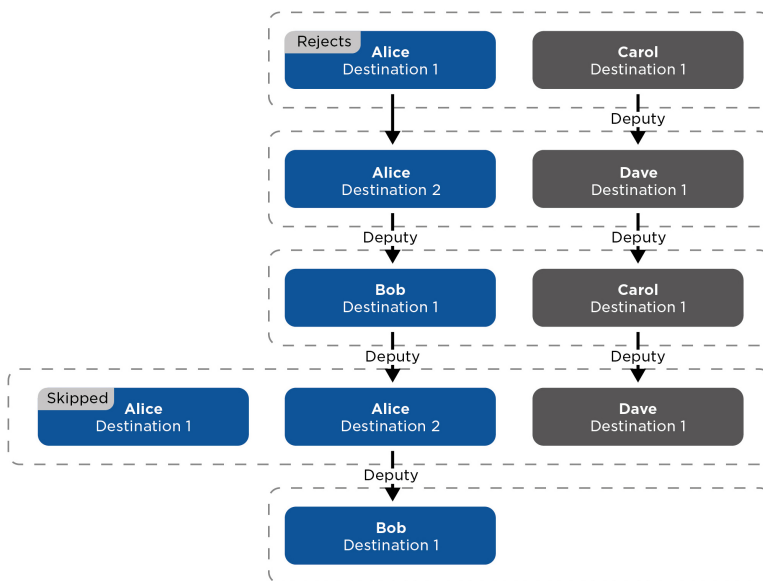 Rejects
Alice
Destination 1
Carol
Destination 1
Deputy
Alice
Destination 2
Dave
Destination 1
Deputy
Deputy
Bob
Destination 1
Carol
Destination 1
Deputy
Deputy
Skipped
Alice
Destination 1
Alice
Destination 2
Dave
Destination 1
Deputy
Bob
Destination 1